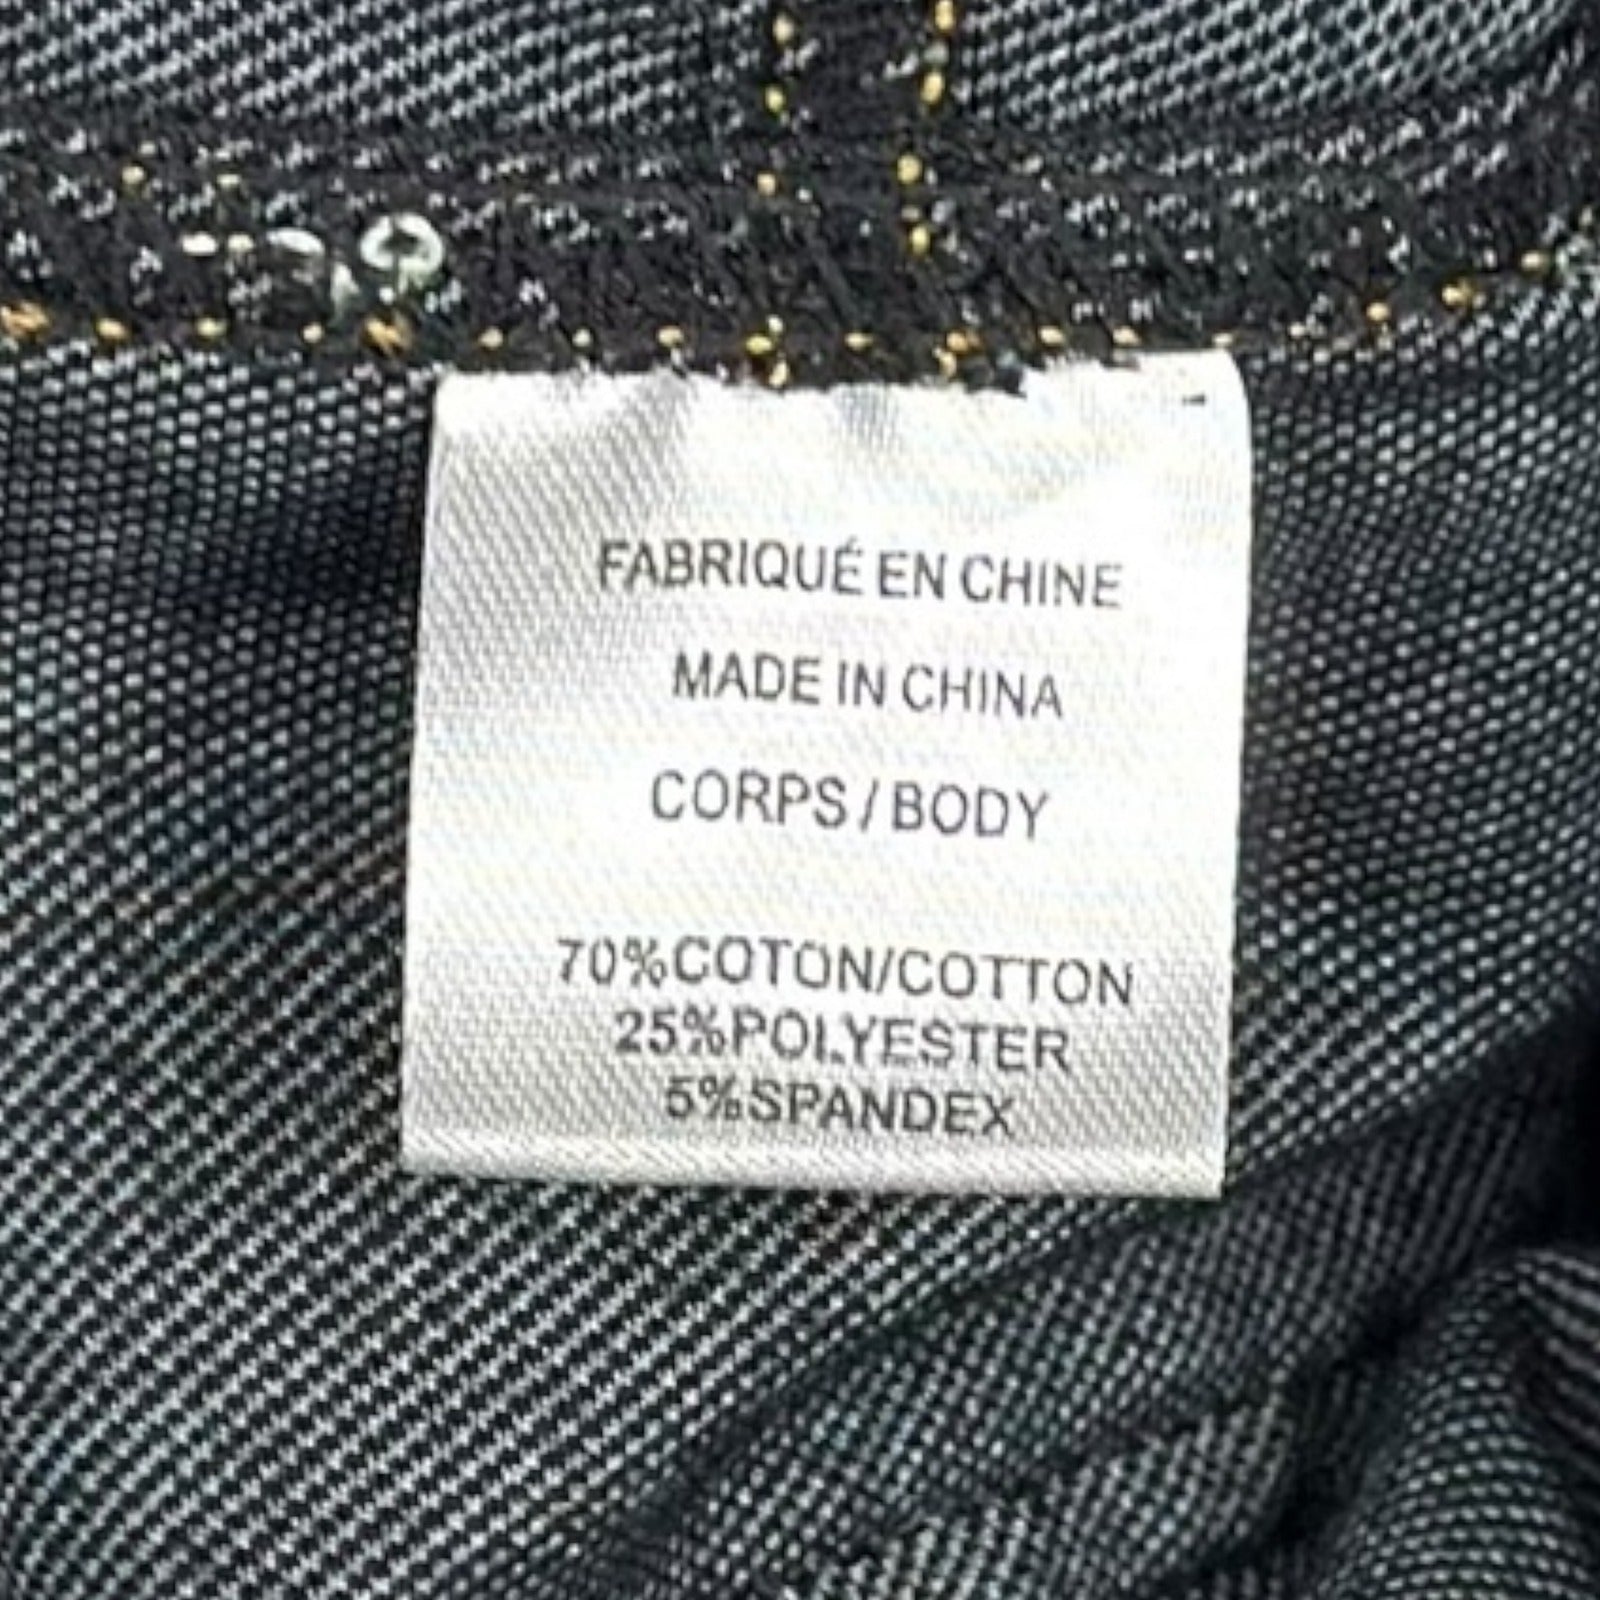 FABRIQUÉ EN CHINE
MADE IN CHINA
CORPS / BODY
70%COTON/COTTON
25%POLYESTER
5%SPANDEX